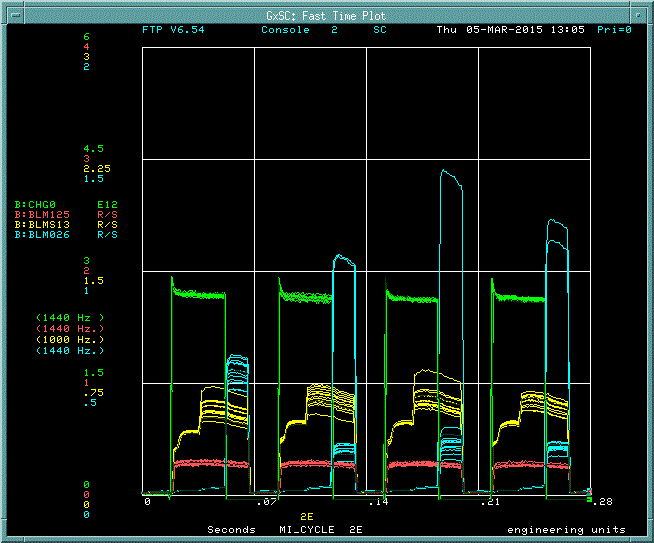 GxSC: Fast Time Plot
FTP V6.54 Console 2 SC Thu 05-MAR-2015 13:05 Pri=0
6
4
3
2
4.5
3
2.25
1.5
B:CHG0 E12
B:BLM125 R/S
B:BLMS13 R/S
B:BLM026 R/S
3
2
1.5
1
(1440 Hz )
(1440 Hz.)
(1000 Hz.)
(1440 Hz.)
1.5
1
.75
.5
0
0
0
0
0 .07 .14 .21 .28
2E
Seconds MI_CYCLE 2E engineering units